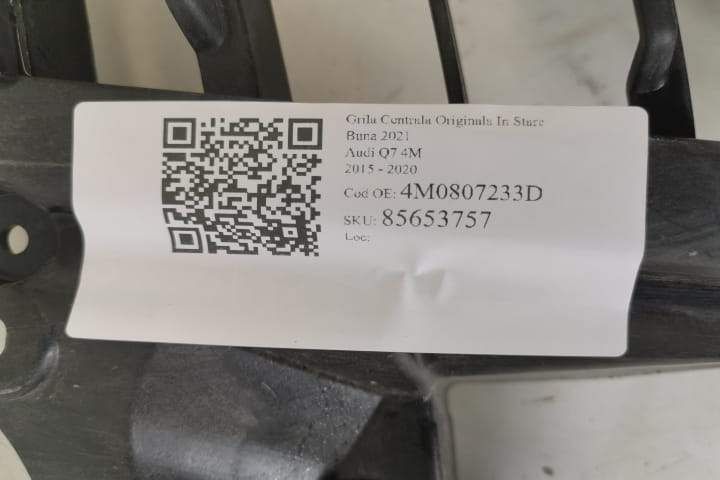 Grila Centrala Originala In Stare
Buna 2021
Audi Q7 4M
2015 - 2020
Cod OE: 4M0807233D
SKU: 85653757
Loc: